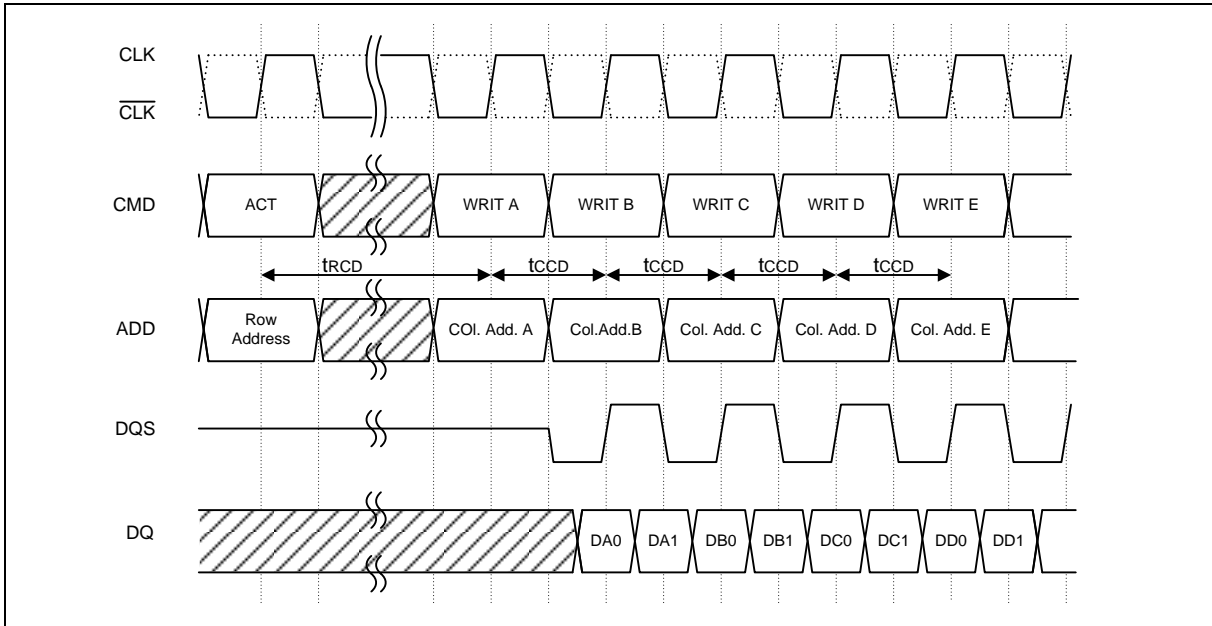 CLK
CLK
CMD ACT WRIT A WRIT B WRIT C WRIT D WRIT E
tRCD tCCD tCCD tCCD tCCD
ADD Row Address COl. Add. A Col.Add.B Col. Add. C Col. Add. D Col. Add. E
DQS
DQ DA0 DA1 DB0 DB1 DC0 DC1 DD0 DD1